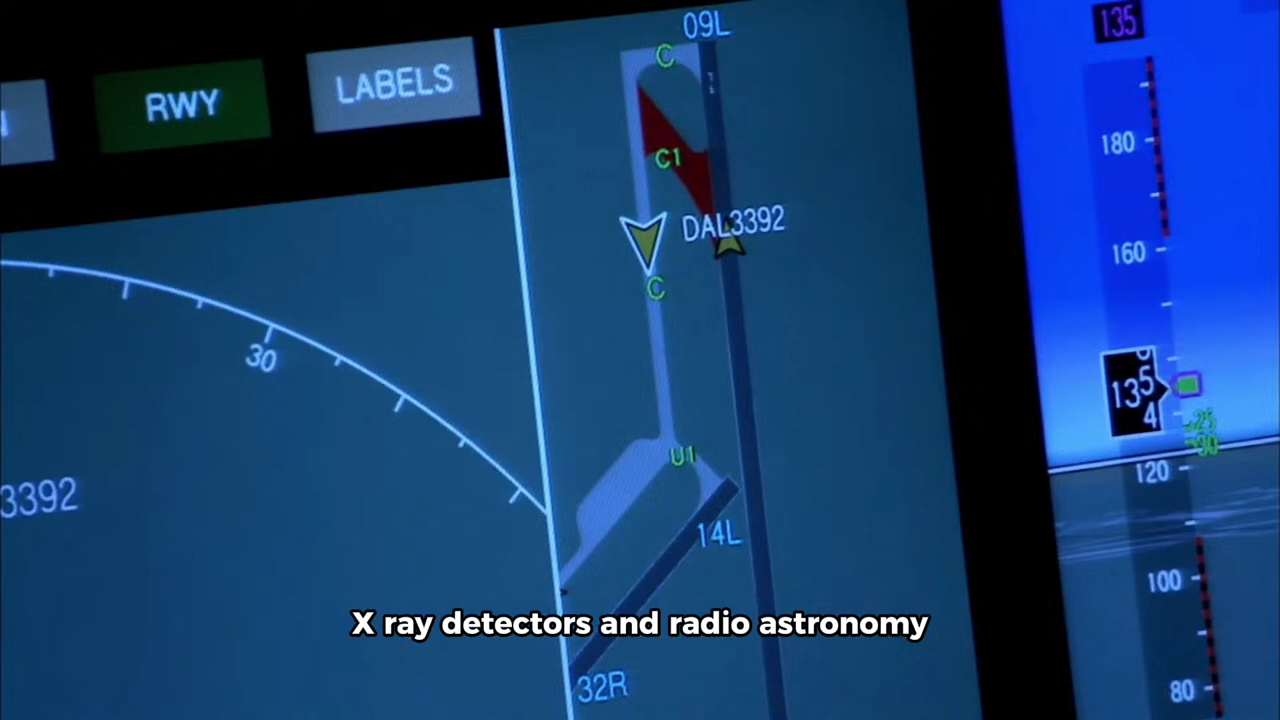 RWY
LABELS
09L
C
C1
DAL3392
C
U1
14L
32R
30
3392
135
180
160
135
4
120
100
80
X ray detectors and radio astronomy